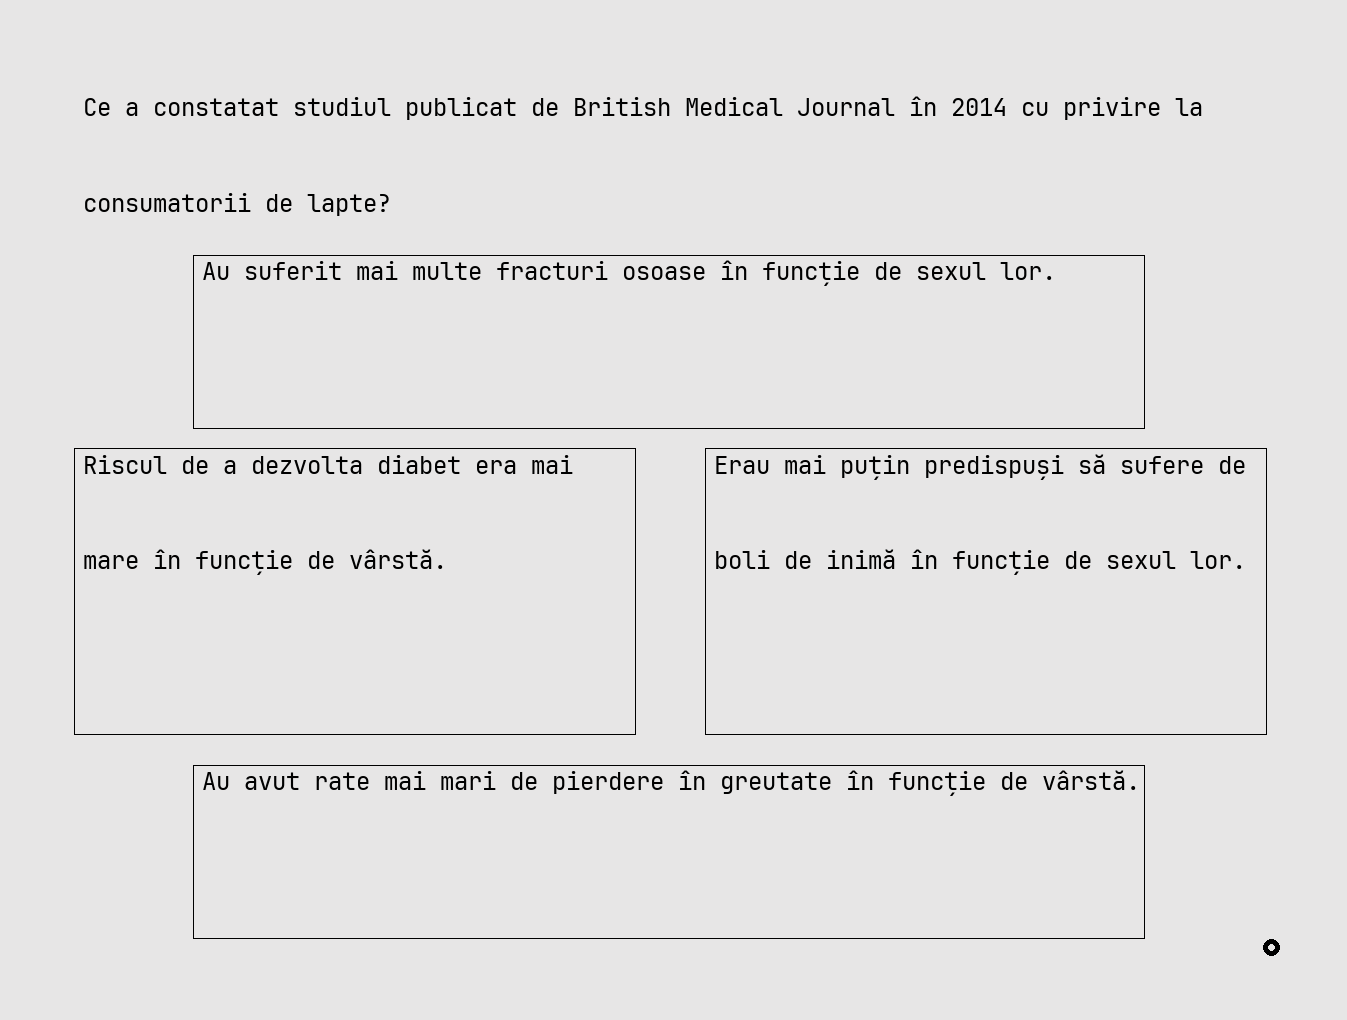 Ce a constatat studiul publicat de British Medical Journal în 2014 cu privire la
consumatorii de lapte?
Au suferit mai multe fracturi osoase în funcție de sexul lor.
Riscul de a dezvolta diabet era mai
mare în funcție de vârstă.
Erau mai puțin predispuși să sufere de
boli de inimă în funcție de sexul lor.
Au avut rate mai mari de pierdere în greutate în funcție de vârstă.